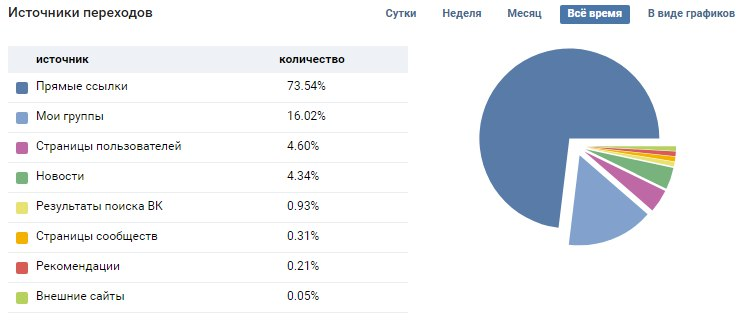 Источники переходов
Сутки Неделя Месяц Всё время В виде графиков
источник количество
Прямые ссылки 73.54%
Мои группы 16.02%
Страницы пользователей 4.60%
Новости 4.34%
Результаты поиска ВК 0.93%
Страницы сообществ 0.31%
Рекомендации 0.21%
Внешние сайты 0.05%